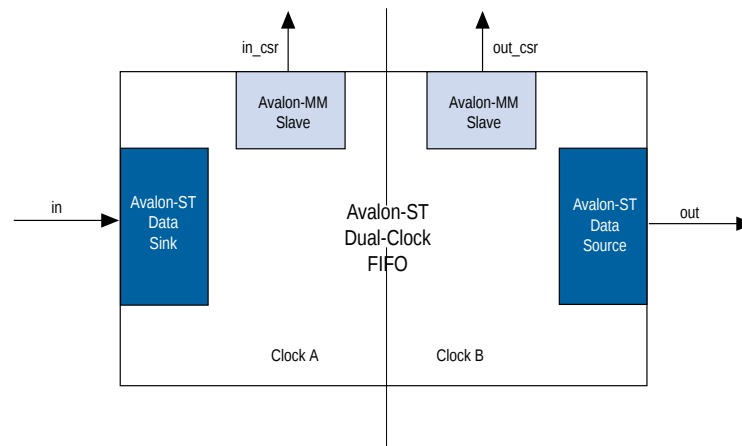 in_csr
out_csr
Avalon-MM
Slave
Avalon-MM
Slave
in
Avalon-ST
Data
Sink
Avalon-ST
Dual-Clock
FIFO
Avalon-ST
Data
Source
out
Clock A
Clock B